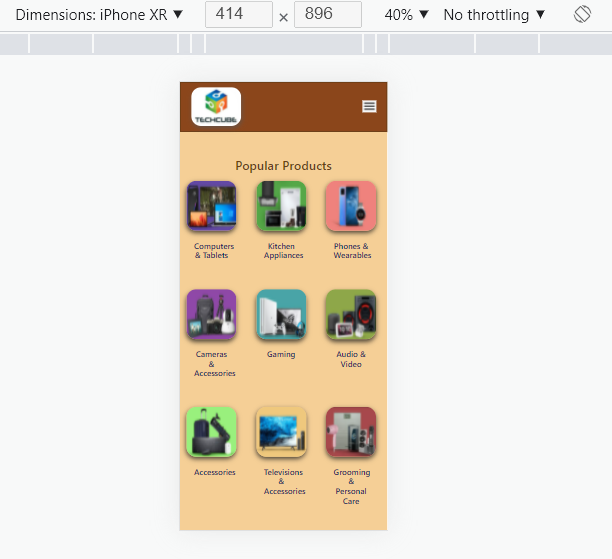 Dimensions: iPhone XR ▼ 414 × 896 40% ▼ No throttling ▼
TECHCUBE
Popular Products
Computers
& Tablets
Kitchen
Appliances
Phones &
Wearables
Cameras
&
Accessories
Gaming
Audio &
Video
Accessories
Televisions
&
Accessories
Grooming
&
Personal
Care